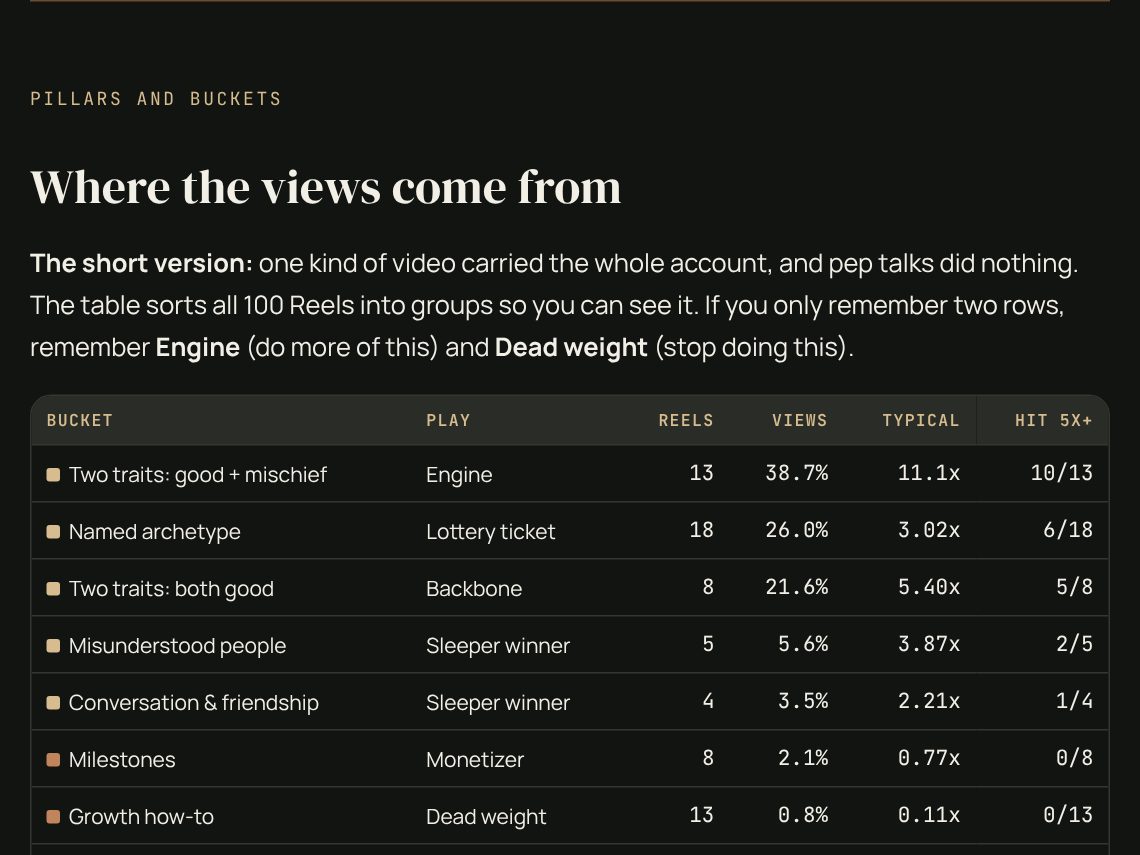 PILLARS AND BUCKETS
Where the views come from
The short version: one kind of video carried the whole account, and pep talks did nothing.
The table sorts all 100 Reels into groups so you can see it. If you only remember two rows,
remember Engine (do more of this) and Dead weight (stop doing this).
BUCKET PLAY REELS VIEWS TYPICAL HIT 5X+
Two traits: good + mischief Engine 13 38.7% 11.1x 10/13
Named archetype Lottery ticket 18 26.0% 3.02x 6/18
Two traits: both good Backbone 8 21.6% 5.40x 5/8
Misunderstood people Sleeper winner 5 5.6% 3.87x 2/5
Conversation & friendship Sleeper winner 4 3.5% 2.21x 1/4
Milestones Monetizer 8 2.1% 0.77x 0/8
Growth how-to Dead weight 13 0.8% 0.11x 0/13